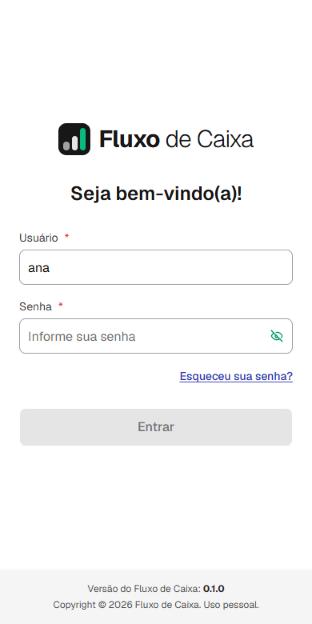 Fluxo de Caixa
Seja bem-vindo(a)!
Usuário *
ana
Senha *
Informe sua senha
Esqueceu sua senha?
Entrar
Versão do Fluxo de Caixa: 0.1.0
Copyright © 2026 Fluxo de Caixa. Uso pessoal.